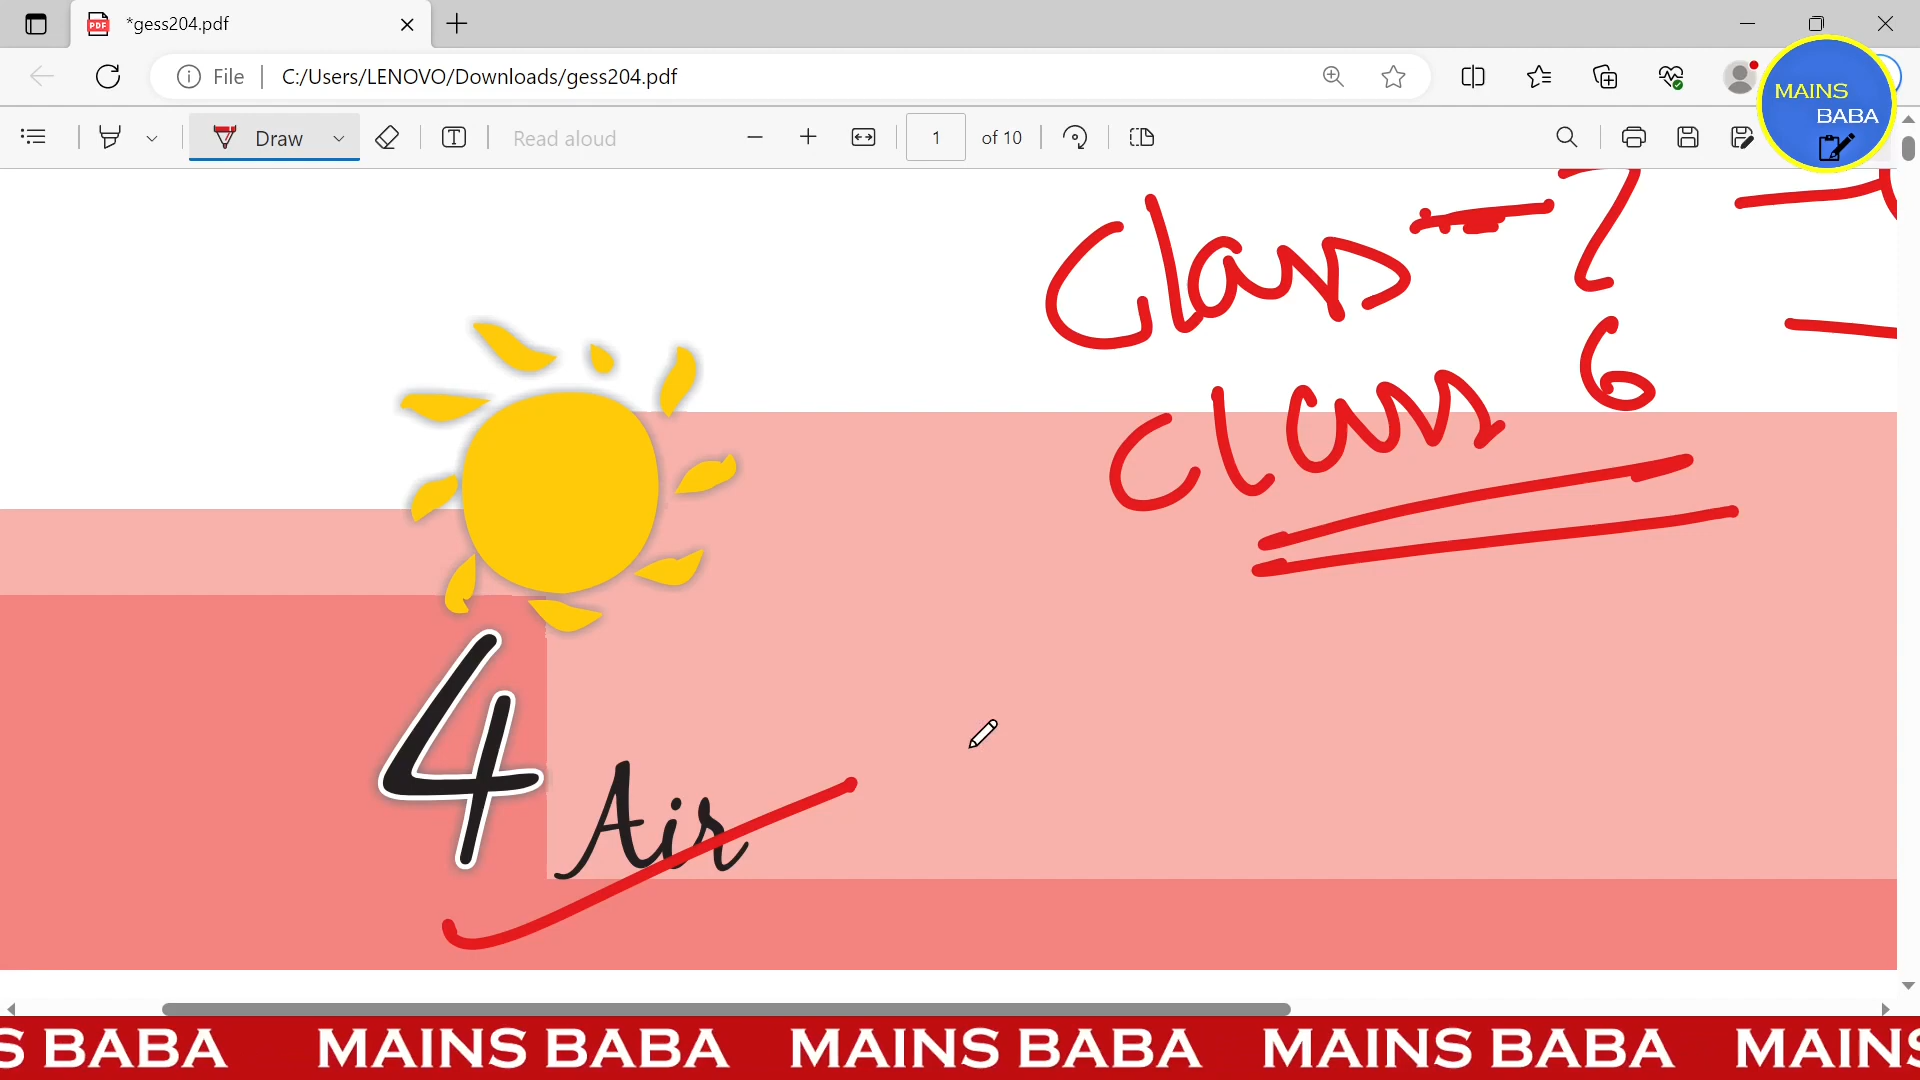 *gess204.pdf
File C:/Users/LENOVO/Downloads/gess204.pdf
Draw Read aloud 1 of 10
MAINS
BABA
Class - 7
Class 6
4
Air
S BABA MAINS BABA MAINS BABA MAINS BABA MAINS